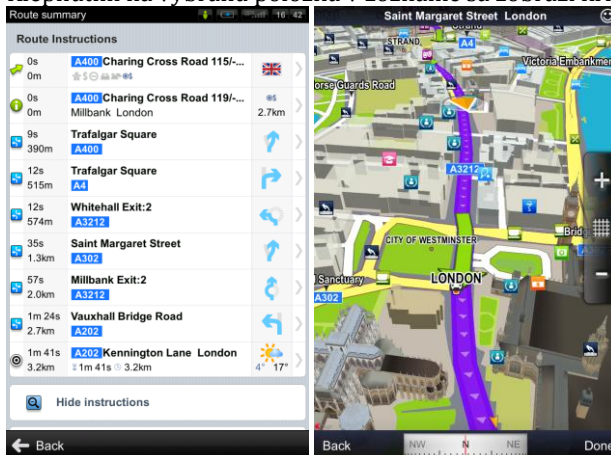 Route summary
16 42
Route Instructions
0s
0m
A400 Charing Cross Road 115/-...
0s
0m
A400 Charing Cross Road 119/-...
Millbank London
2.7km
9s
390m
Trafalgar Square
A400
12s
515m
Trafalgar Square
A4
12s
574m
Whitehall Exit:2
A3212
35s
1.3km
Saint Margaret Street
A302
57s
2.0km
Millbank Exit:2
A3212
1m 24s
2.7km
Vauxhall Bridge Road
A202
1m 41s
3.2km
A202 Kennington Lane London
1m 41s 3.2km
4° 17°
Hide instructions
Back
Saint Margaret Street London
STRAND
A4
Victoria Embankmen
orse Guards Road
A3212
+
Bridg
CITY OF WESTMINSTER
Sanctuary
LONDON
A302
-
Back
NW N NE
Done